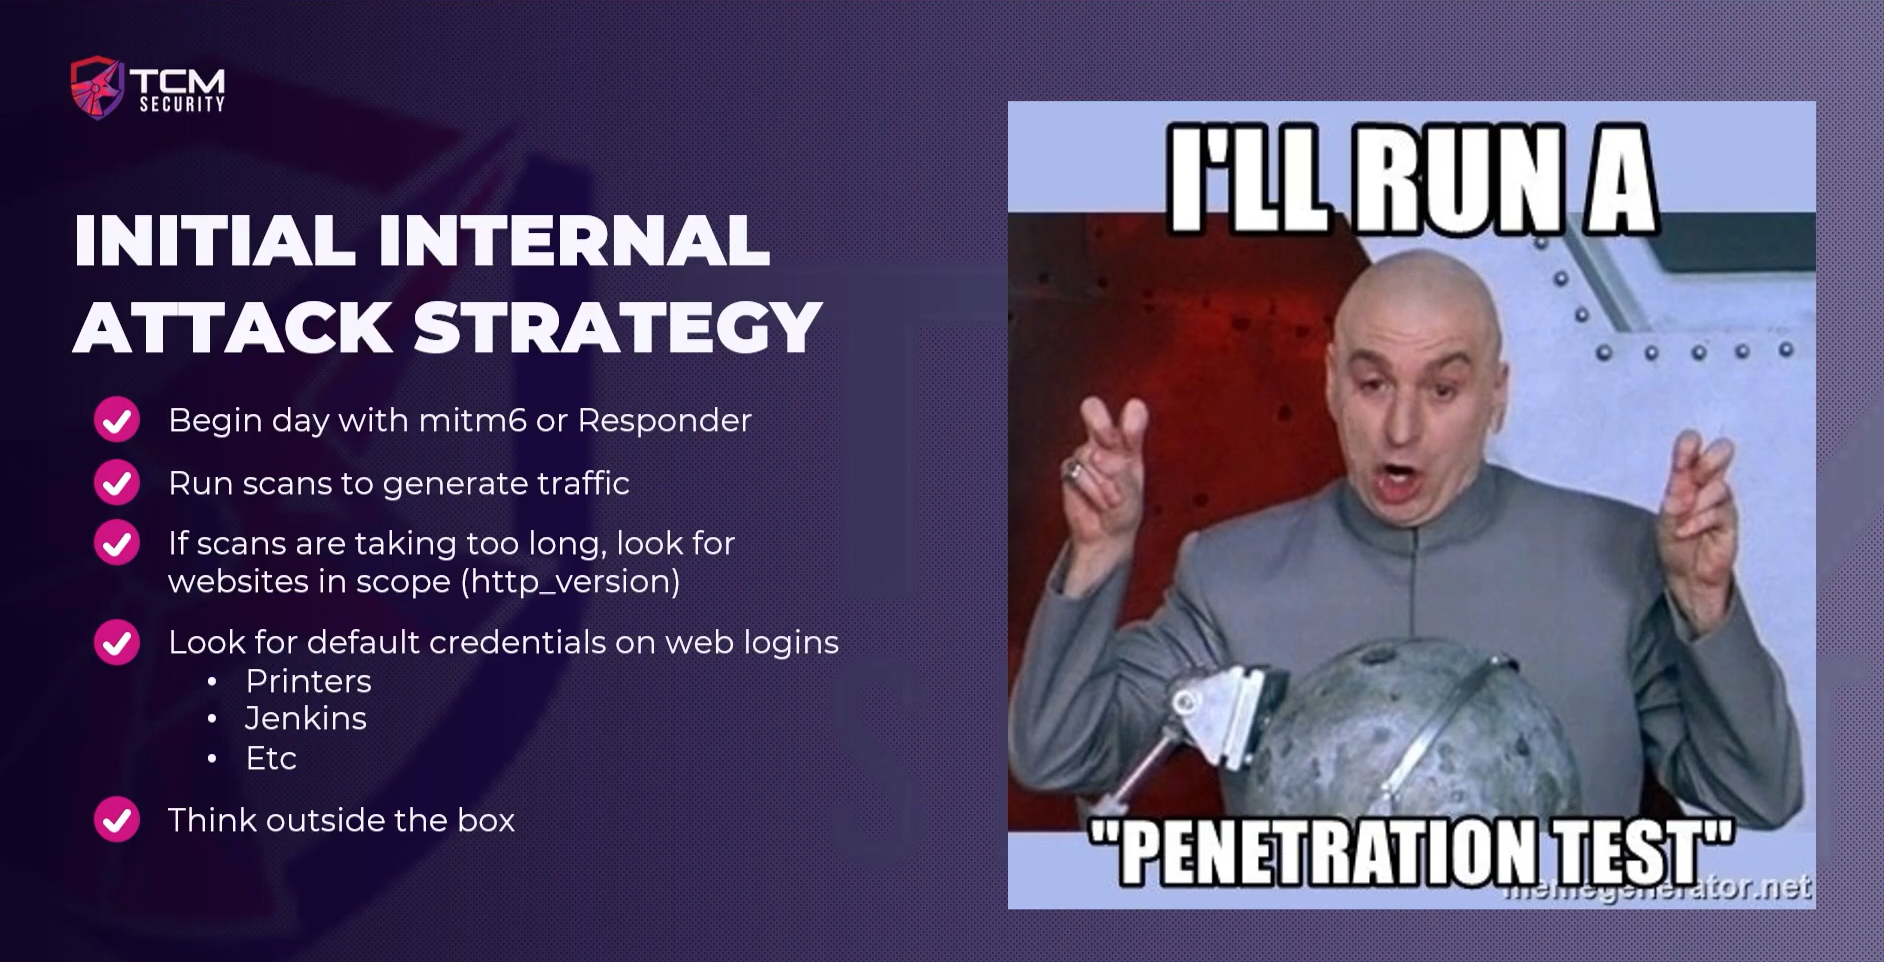 TCM
SECURITY
INITIAL INTERNAL
ATTACK STRATEGY
Begin day with mitm6 or Responder
Run scans to generate traffic
If scans are taking too long, look for
websites in scope (http_version)
Look for default credentials on web logins
• Printers
• Jenkins
• Etc
Think outside the box
I'LL RUN A
"PENETRATION TEST"
memegenerator.net